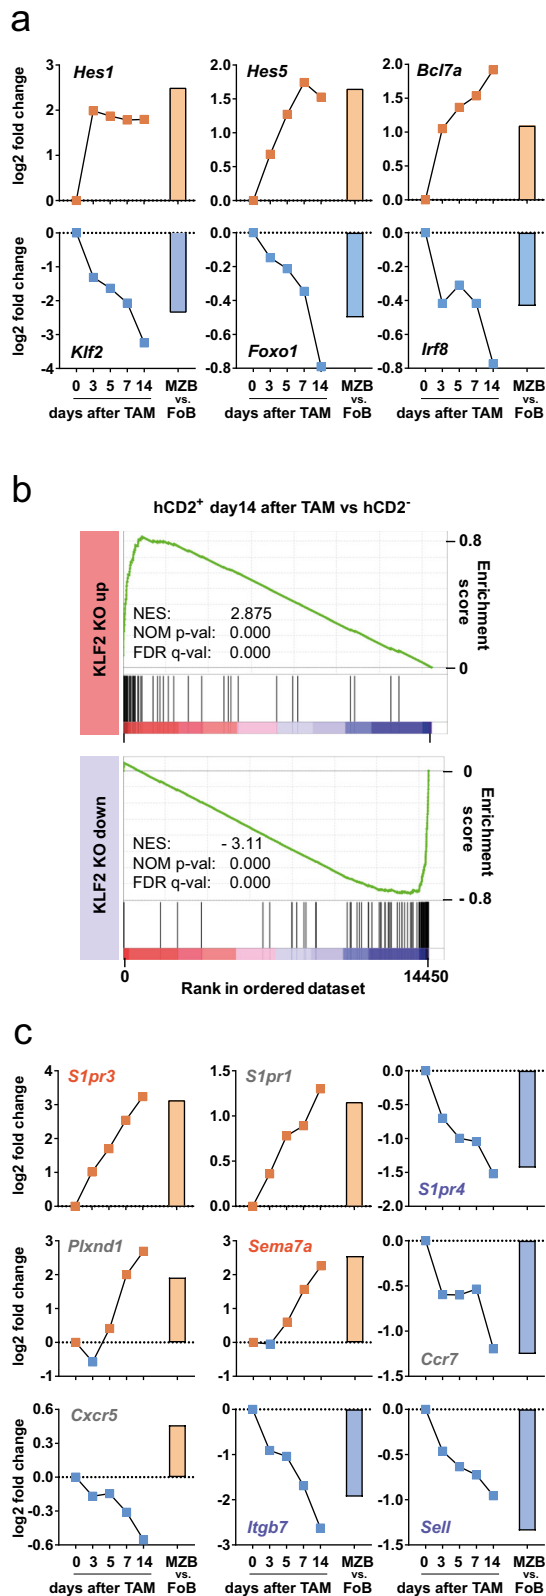 a
log2 fold change
Hes1
3
2
1
0
Hes5
2.0
1.5
1.0
0.5
0.0
Bcl7a
2.0
1.5
1.0
0.5
0.0
log2 fold change
0
-1
-2
-3
-4
Klf2
0.0
-0.2
-0.4
-0.6
-0.8
Foxo1
0.0
-0.2
-0.4
-0.6
-0.8
Irf8
0 3 5 7 14 MZB vs. FoB
days after TAM
0 3 5 7 14 MZB vs. FoB
days after TAM
0 3 5 7 14 MZB vs. FoB
days after TAM
b
hCD2+ day14 after TAM vs hCD2-
KLF2 KO up
NES: 2.875
NOM p-val: 0.000
FDR q-val: 0.000
0.8
0
Enrichment score
KLF2 KO down
NES: - 3.11
NOM p-val: 0.000
FDR q-val: 0.000
0
- 0.8
Enrichment score
0 14450
Rank in ordered dataset
c
log2 fold change
S1pr3
4
3
2
1
0
S1pr1
1.5
1.0
0.5
0.0
0.0
-0.5
-1.0
-1.5
-2.0
S1pr4
log2 fold change
Plxnd1
3
2
1
0
-1
Sema7a
3
2
1
0
-1
0.0
-0.5
-1.0
-1.5
Ccr7
log2 fold change
Cxcr5
0.6
0.3
0.0
-0.3
-0.6
0
-1
-2
-3
Itgb7
0.0
-0.5
-1.0
-1.5
Sell
0 3 5 7 14 MZB vs. FoB
days after TAM
0 3 5 7 14 MZB vs. FoB
days after TAM
0 3 5 7 14 MZB vs. FoB
days after TAM